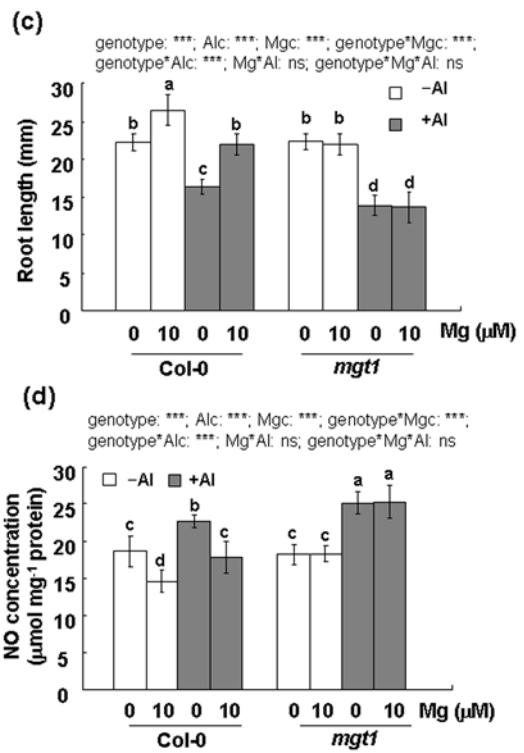 (c)
genotype: ***; Alc: ***; Mgc: ***; genotype*Mgc: ***;
genotype*Alc: ***; Mg*Al: ns; genotype*Mg*Al: ns
30
25
20
15
10
5
0
Root length (mm)
–Al
+Al
b a c b b b d d
0 10 0 10 0 10 0 10 Mg (μM)
Col-0 mgt1
(d)
genotype: ***; Alc: ***; Mgc: ***; genotype*Mgc: ***;
genotype*Alc: ***; Mg*Al: ns; genotype*Mg*Al: ns
30
25
20
15
10
5
0
NO concentration
(μmol mg-1 protein)
–Al +Al
c d b c c c a a
0 10 0 10 0 10 0 10 Mg (μM)
Col-0 mgt1